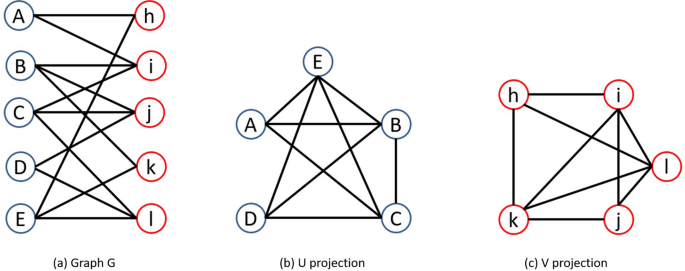 A h
B i
C j
D k
E l
E
A B
D C
h i
l
k j
(a) Graph G (b) U projection (c) V projection